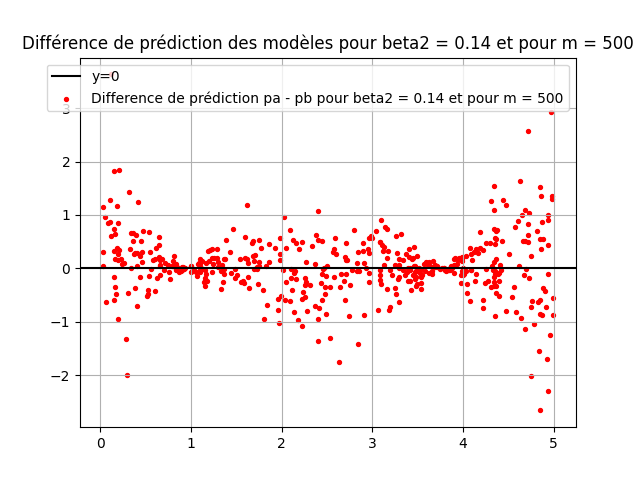 Différence de prédiction des modèles pour beta2 = 0.14 et pour m = 500
y=0
Difference de prédiction pa - pb pour beta2 = 0.14 et pour m = 500
3
2
1
0
−1
−2
0 1 2 3 4 5